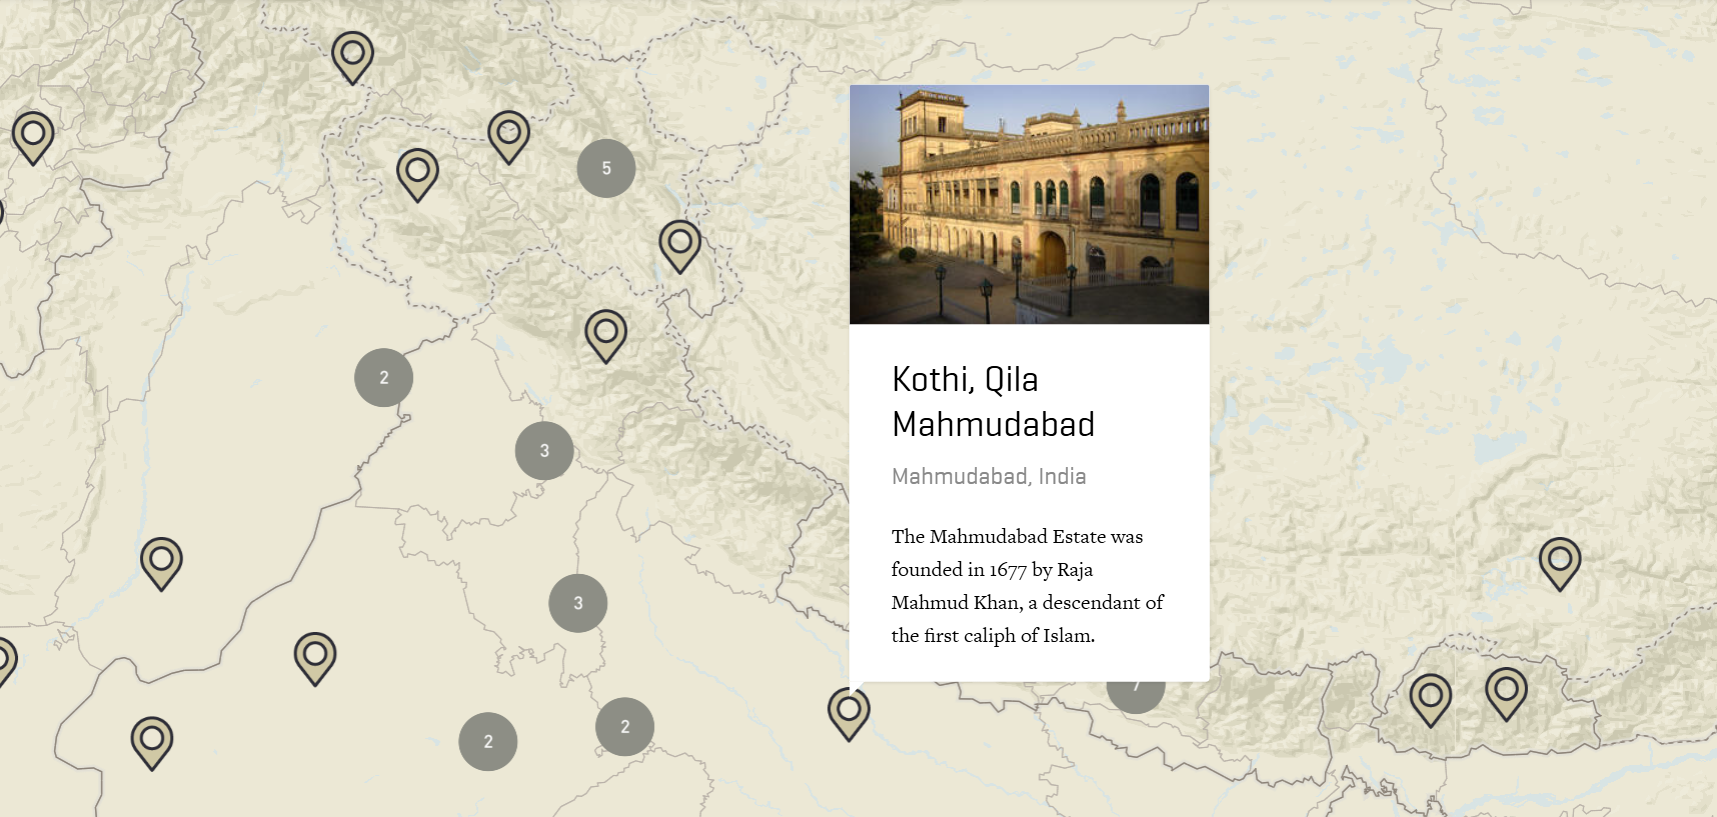 5
2
3
3
2
2
7
Kothi, Qila
Mahmudabad
Mahmudabad, India
The Mahmudabad Estate was
founded in 1677 by Raja
Mahmud Khan, a descendant of
the first caliph of Islam.